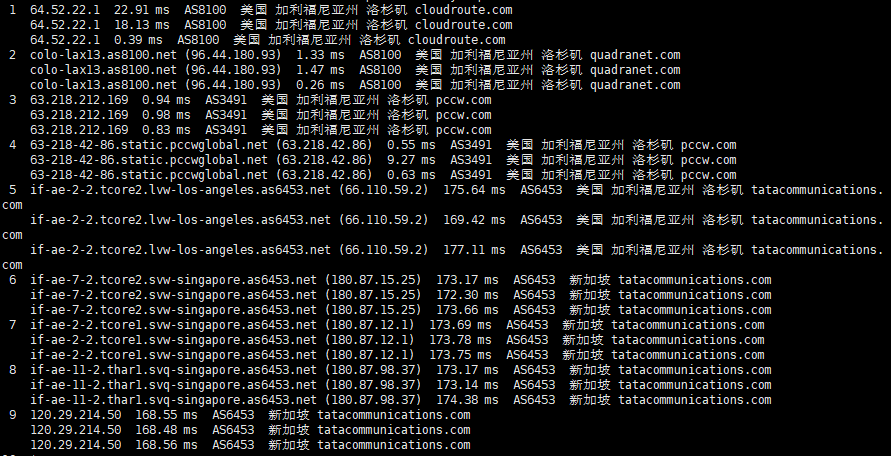 1 64.52.22.1 22.91 ms AS8100 美国 加利福尼亚州 洛杉矶 cloudroute.com
64.52.22.1 18.13 ms AS8100 美国 加利福尼亚州 洛杉矶 cloudroute.com
64.52.22.1 0.39 ms AS8100 美国 加利福尼亚州 洛杉矶 cloudroute.com
2 colo-lax13.as8100.net (96.44.180.93) 1.33 ms AS8100 美国 加利福尼亚州 洛杉矶 quadranet.com
colo-lax13.as8100.net (96.44.180.93) 1.47 ms AS8100 美国 加利福尼亚州 洛杉矶 quadranet.com
colo-lax13.as8100.net (96.44.180.93) 0.26 ms AS8100 美国 加利福尼亚州 洛杉矶 quadranet.com
3 63.218.212.169 0.94 ms AS3491 美国 加利福尼亚州 洛杉矶 pccw.com
63.218.212.169 0.98 ms AS3491 美国 加利福尼亚州 洛杉矶 pccw.com
63.218.212.169 0.83 ms AS3491 美国 加利福尼亚州 洛杉矶 pccw.com
4 63-218-42-86.static.pccwglobal.net (63.218.42.86) 0.55 ms AS3491 美国 加利福尼亚州 洛杉矶 pccw.com
63-218-42-86.static.pccwglobal.net (63.218.42.86) 9.27 ms AS3491 美国 加利福尼亚州 洛杉矶 pccw.com
63-218-42-86.static.pccwglobal.net (63.218.42.86) 0.63 ms AS3491 美国 加利福尼亚州 洛杉矶 pccw.com
5 if-ae-2-2.tcore2.lvw-los-angeles.as6453.net (66.110.59.2) 175.64 ms AS6453 美国 加利福尼亚州 洛杉矶 tatacommunications.
com
if-ae-2-2.tcore2.lvw-los-angeles.as6453.net (66.110.59.2) 169.42 ms AS6453 美国 加利福尼亚州 洛杉矶 tatacommunications.
com
if-ae-2-2.tcore2.lvw-los-angeles.as6453.net (66.110.59.2) 177.11 ms AS6453 美国 加利福尼亚州 洛杉矶 tatacommunications.
com
6 if-ae-7-2.tcore2.svw-singapore.as6453.net (180.87.15.25) 173.17 ms AS6453 新加坡 tatacommunications.com
if-ae-7-2.tcore2.svw-singapore.as6453.net (180.87.15.25) 172.30 ms AS6453 新加坡 tatacommunications.com
if-ae-7-2.tcore2.svw-singapore.as6453.net (180.87.15.25) 173.66 ms AS6453 新加坡 tatacommunications.com
7 if-ae-2-2.tcore1.svw-singapore.as6453.net (180.87.12.1) 173.69 ms AS6453 新加坡 tatacommunications.com
if-ae-2-2.tcore1.svw-singapore.as6453.net (180.87.12.1) 173.78 ms AS6453 新加坡 tatacommunications.com
if-ae-2-2.tcore1.svw-singapore.as6453.net (180.87.12.1) 173.75 ms AS6453 新加坡 tatacommunications.com
8 if-ae-11-2.thar1.svq-singapore.as6453.net (180.87.98.37) 173.17 ms AS6453 新加坡 tatacommunications.com
if-ae-11-2.thar1.svq-singapore.as6453.net (180.87.98.37) 173.14 ms AS6453 新加坡 tatacommunications.com
if-ae-11-2.thar1.svq-singapore.as6453.net (180.87.98.37) 174.38 ms AS6453 新加坡 tatacommunications.com
9 120.29.214.50 168.55 ms AS6453 新加坡 tatacommunications.com
120.29.214.50 168.48 ms AS6453 新加坡 tatacommunications.com
120.29.214.50 168.56 ms AS6453 新加坡 tatacommunications.com